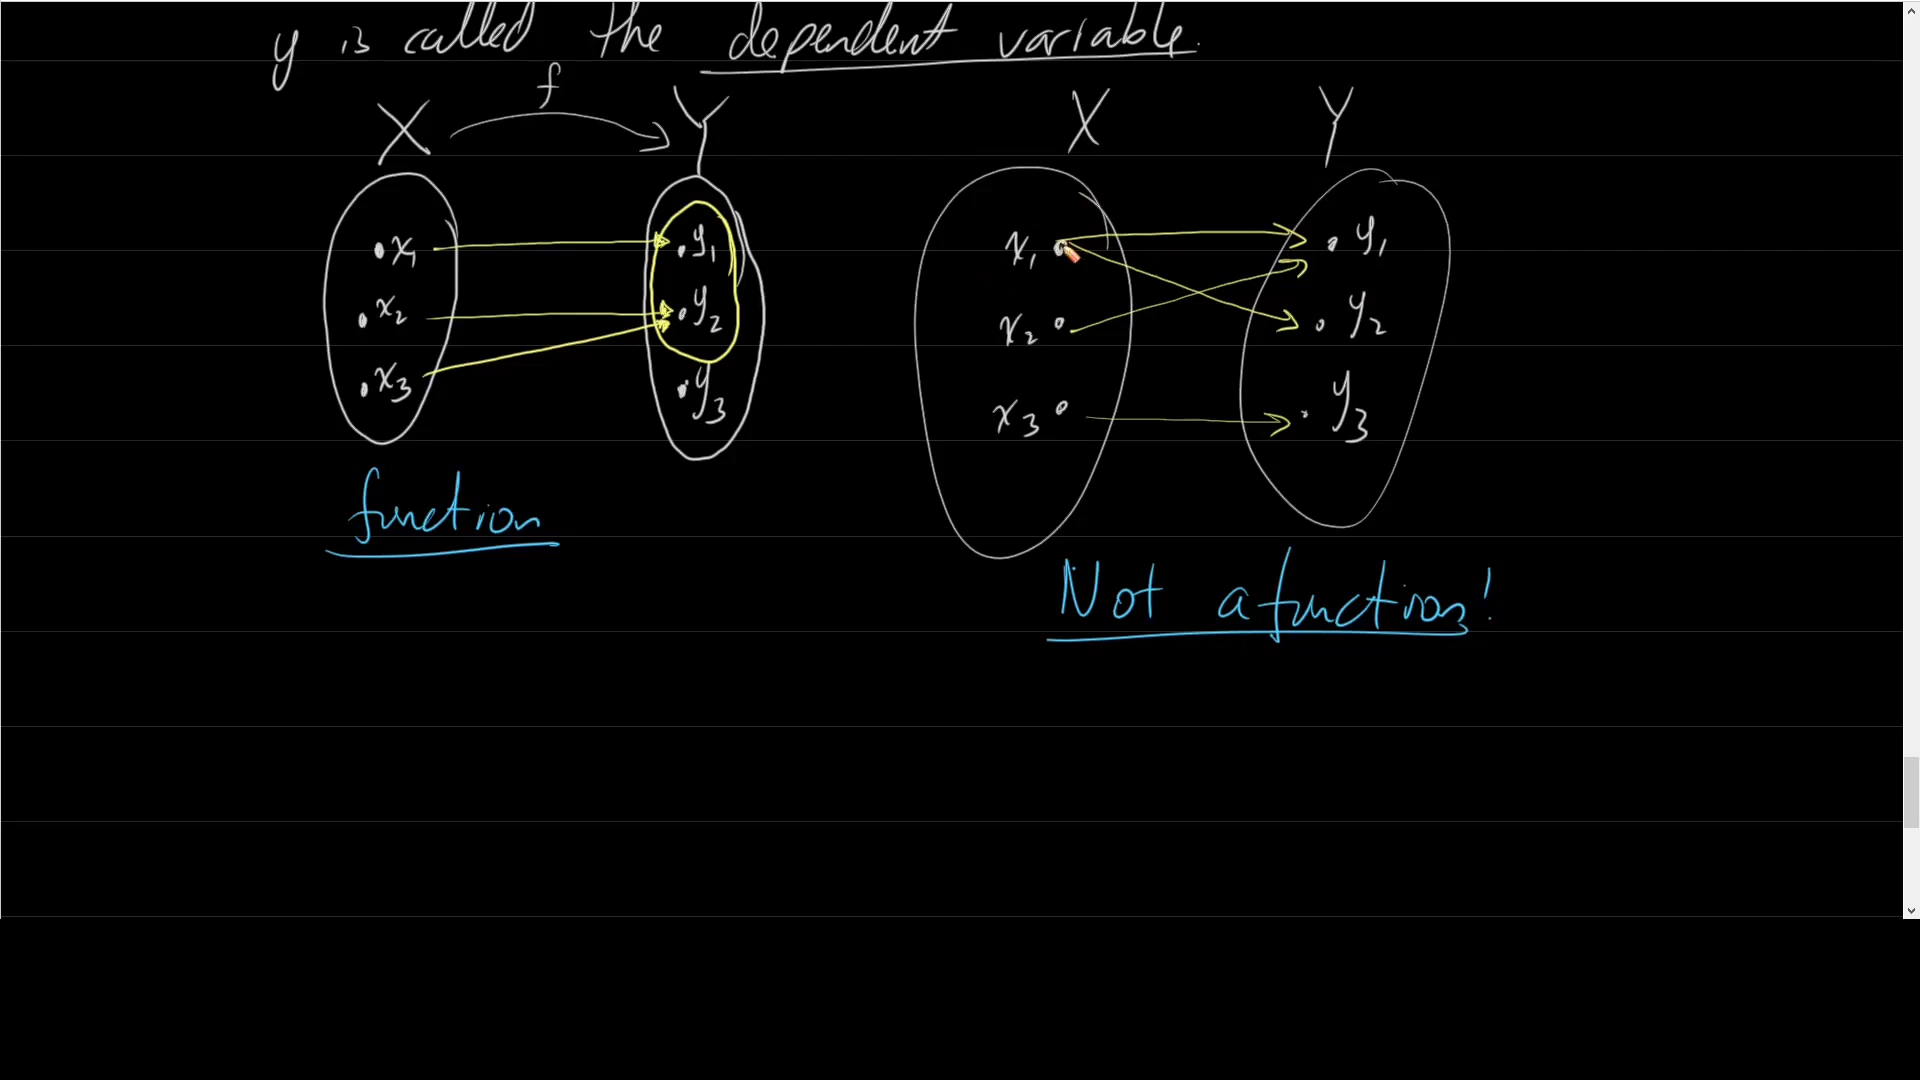 y is called the dependent variable.
f
X Y X Y
x1 y1 x1 y1
x2 y2 x2 y2
x3 y3 x3 y3
function
Not a function!